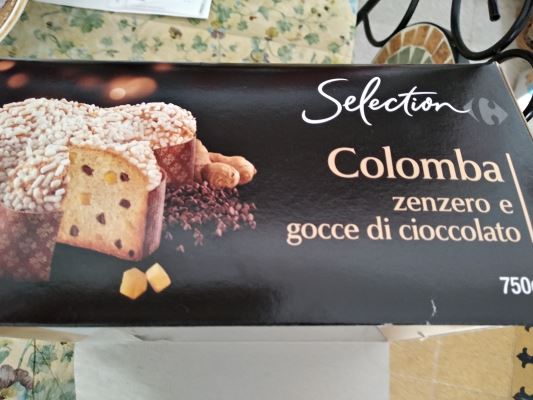 Selection
Colomba
zenzero e
gocce di cioccolato
750